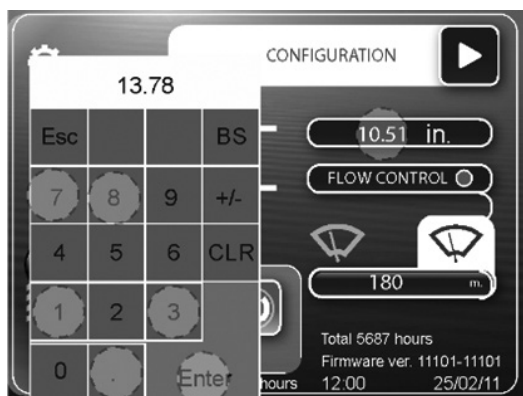 CONFIGURATION
13.78
Esc BS
10.51 in.
7 8 9 +/-
FLOW CONTROL
4 5 6 CLR
180 m.
1 2 3
0 . Enter
Total 5687 hours
Firmware ver. 11101-11101
hours 12:00 25/02/11